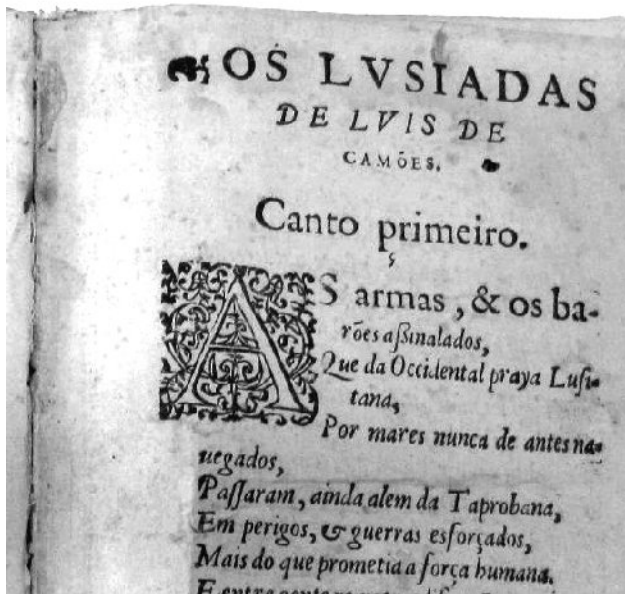 OS LVSIADAS
DE LVIS DE
CAMÕES.
Canto primeiro.
AS armas, & os ba-
rões aßinalados,
Que da Occidental praya Luſi-
tana,
Por mares nunca de antes na-
uegados,
Paſſaram, ainda alem da Taprobana,
Em perigos, & guerras esforçados,
Mais do que prometia a força humana.
E entre